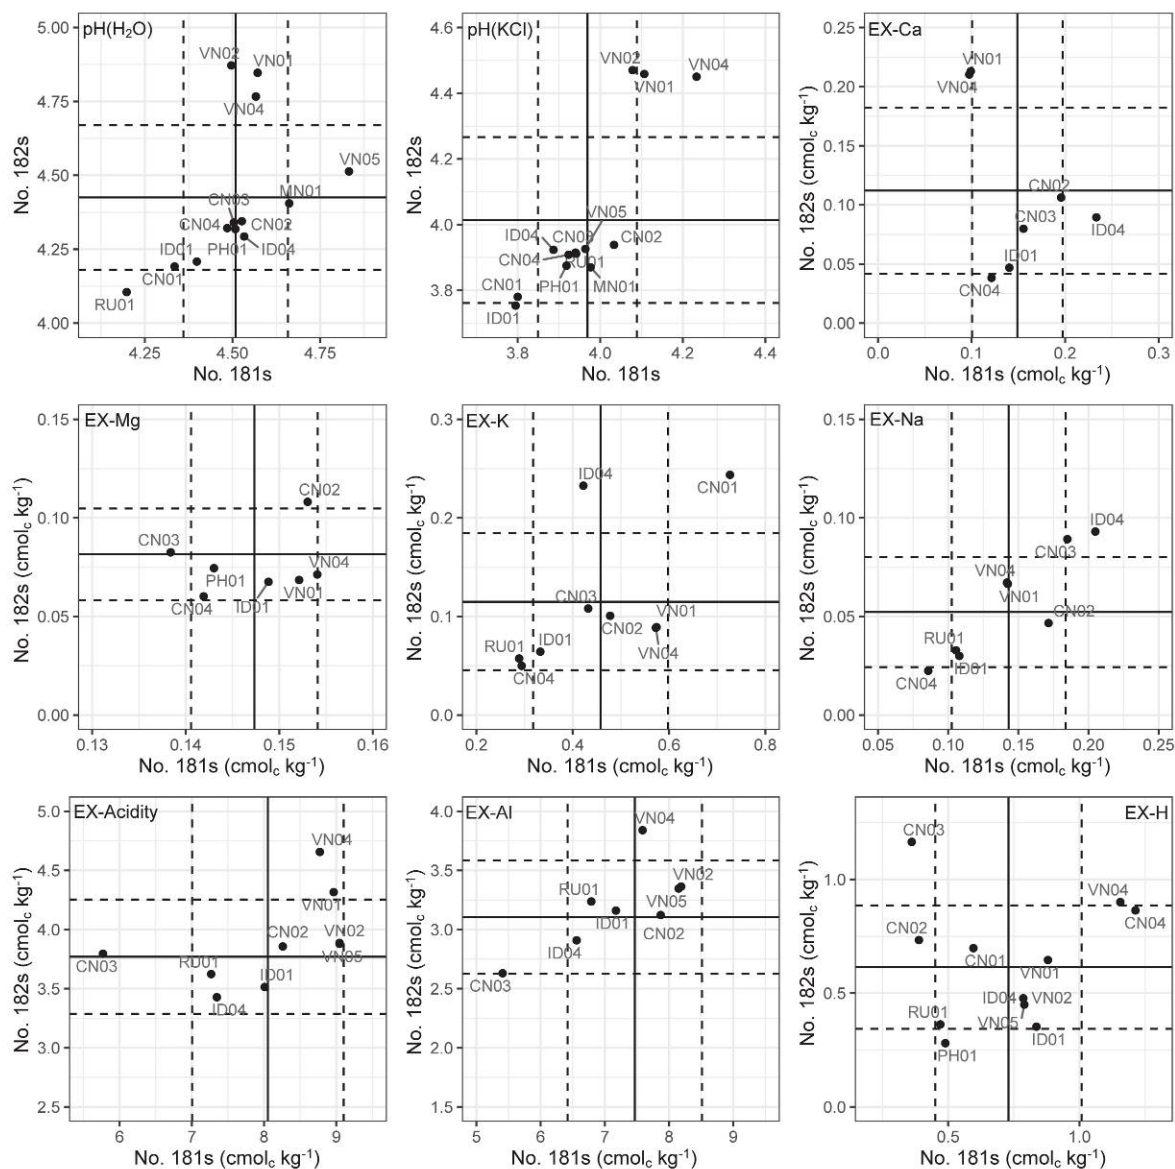 pH(H₂O)
5.00
4.75
4.50
4.25
4.00
No. 182s
VN02
VN01
VN04
VN05
MN01
CN03
CN04
CN02
ID01
PH01
ID04
CN01
RU01
4.25
4.50
4.75
No. 181s
pH(KCl)
4.6
4.4
4.2
4.0
3.8
No. 182s
VN02
VN04
VN01
VN05
ID04
CN03
CN02
CN04
RU01
PH01
MN01
CN01
ID01
3.8
4.0
4.2
4.4
No. 181s
EX-Ca
0.25
0.20
0.15
0.10
0.05
0.00
No. 182s (cmolc kg⁻¹)
VN01
VN04
CN02
CN03
ID04
ID01
CN04
0.0
0.1
0.2
0.3
No. 181s (cmolc kg⁻¹)
EX-Mg
0.15
0.10
0.05
0.00
No. 182s (cmolc kg⁻¹)
CN02
CN03
VN04
PH01
CN04
ID01
VN01
0.13
0.14
0.15
0.16
No. 181s (cmolc kg⁻¹)
EX-K
0.3
0.2
0.1
0.0
No. 182s (cmolc kg⁻¹)
ID04
CN01
CN03
VN01
CN02
RU01
ID01
VN04
CN04
0.2
0.4
0.6
0.8
No. 181s (cmolc kg⁻¹)
EX-Na
0.15
0.10
0.05
0.00
No. 182s (cmolc kg⁻¹)
ID04
CN03
VN04
VN01
CN02
RU01
ID01
CN04
0.05
0.10
0.15
0.20
0.25
No. 181s (cmolc kg⁻¹)
EX-Acidity
5.0
4.5
4.0
3.5
3.0
2.5
No. 182s (cmolc kg⁻¹)
VN04
VN01
CN02
VN02
CN03
RU01
ID01
VN05
ID04
6
7
8
9
No. 181s (cmolc kg⁻¹)
EX-Al
4.0
3.5
3.0
2.5
2.0
1.5
No. 182s (cmolc kg⁻¹)
VN04
VN02
RU01
VN05
ID01
CN02
ID04
CN03
5
6
7
8
9
No. 181s (cmolc kg⁻¹)
EX-H
1.0
0.5
0.0
No. 182s (cmolc kg⁻¹)
CN03
VN04
CN04
CN02
CN01
VN01
ID04
VN02
RU01
VN05
ID01
PH01
0.5
1.0
No. 181s (cmolc kg⁻¹)